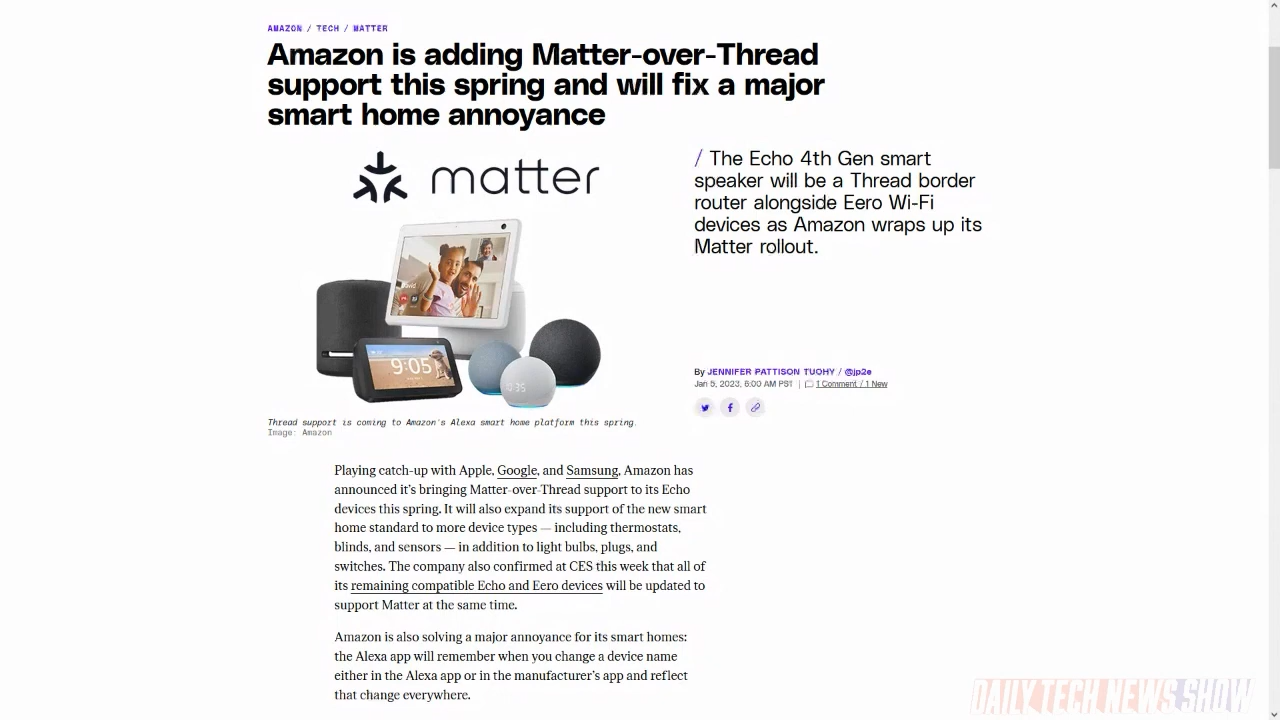 AMAZON / TECH / MATTER
Amazon is adding Matter-over-Thread
support this spring and will fix a major
smart home annoyance
matter
/ The Echo 4th Gen smart
speaker will be a Thread border
router alongside Eero Wi-Fi
devices as Amazon wraps up its
Matter rollout.
David
9:05
0:35
By JENNIFER PATTISON TUOHY / @jp2e
Jan 5, 2023, 6:00 AM PST | 1 Comment / 1 New
Thread support is coming to Amazon's Alexa smart home platform this spring.
Image: Amazon
Playing catch-up with Apple, Google, and Samsung, Amazon has
announced it's bringing Matter-over-Thread support to its Echo
devices this spring. It will also expand its support of the new smart
home standard to more device types — including thermostats,
blinds, and sensors — in addition to light bulbs, plugs, and
switches. The company also confirmed at CES this week that all of
its remaining compatible Echo and Eero devices will be updated to
support Matter at the same time.
Amazon is also solving a major annoyance for its smart homes:
the Alexa app will remember when you change a device name
either in the Alexa app or in the manufacturer's app and reflect
that change everywhere.
DAILY TECH NEWS SHOW